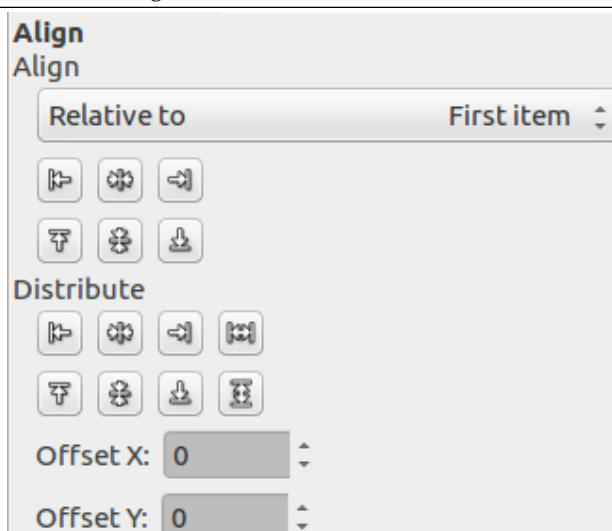 Align
Align
Relative to First item
Distribute
Offset X: 0
Offset Y: 0